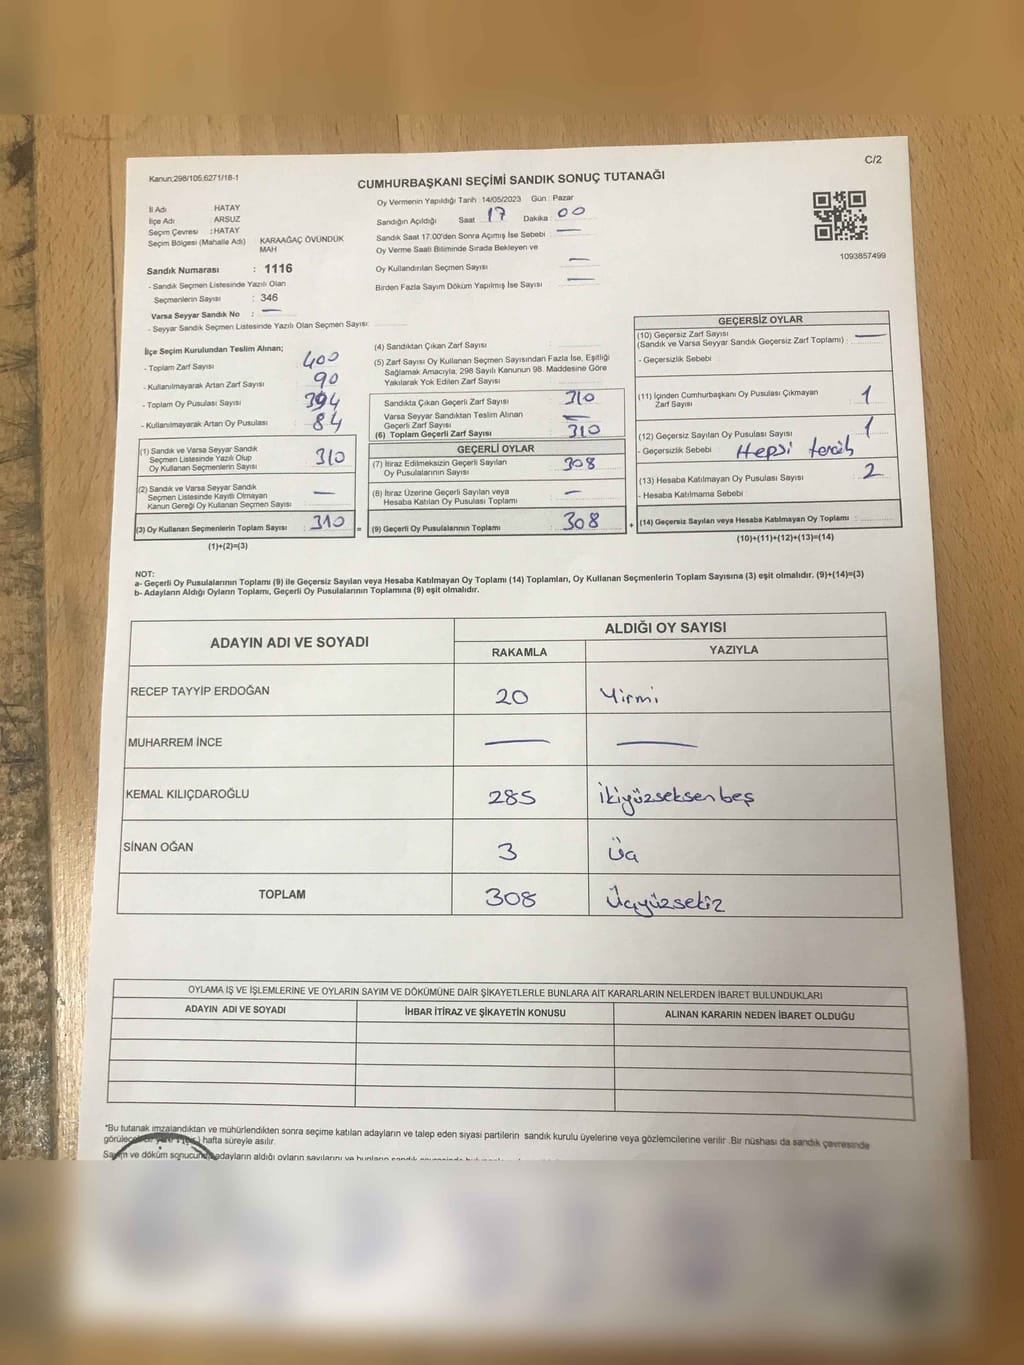 C/2
Kanun;298/105,6271/18-1
CUMHURBAŞKANI SEÇİMİ SANDIK SONUÇ TUTANAĞI
İl Adı HATAY
İlçe Adı : ARSUZ
Seçim Çevresi : HATAY
Seçim Bölgesi (Mahalle Adı) KARAAĞAÇ ÖVÜNDÜK MAH
Sandık Numarası : 1116
- Sandık Seçmen Listesinde Yazılı Olan
Seçmenlerin Sayısı : 346
Varsa Seyyar Sandık No : —
- Seyyar Sandık Seçmen Listesinde Yazılı Olan Seçmen Sayısı:
Oy Vermenin Yapıldığı Tarih : 14/05/2023 Gün : Pazar
Sandığın Açıldığı Saat 17 Dakika 00
Sandık Saat 17:00'den Sonra Açımış İse Sebebi : —
Oy Verme Saati Bitiminde Sırada Bekleyen ve
Oy Kullandırılan Seçmen Sayısı —
Birden Fazla Sayım Döküm Yapılmış İse Sayısı : —
1093857499
İlçe Seçim Kurulundan Teslim Alınan;
- Toplam Zarf Sayısı : 400
- Kullanılmayarak Artan Zarf Sayısı : 90
- Toplam Oy Pusulası Sayısı : 394
- Kullanılmayarak Artan Oy Pusulası : 84
(1) Sandık ve Varsa Seyyar Sandık
Seçmen Listesinde Yazılı Olup
Oy Kullanan Seçmenlerin Sayısı : 310
(2) Sandık ve Varsa Seyyar Sandık
Seçmen Listesinde Kayıtlı Olmayan
Kanun Gereği Oy Kullanan Seçmen Sayısı : —
(3) Oy Kullanan Seçmenlerin Toplam Sayısı : 310 =
(1)+(2)=(3)
(4) Sandıktan Çıkan Zarf Sayısı :
(5) Zarf Sayısı Oy Kullanan Seçmen Sayısından Fazla İse, Eşitliği
Sağlamak Amacıyla, 298 Sayılı Kanunun 98. Maddesine Göre
Yakılarak Yok Edilen Zarf Sayısı :
Sandıkta Çıkan Geçerli Zarf Sayısı : 310
Varsa Seyyar Sandıktan Teslim Alınan
Geçerli Zarf Sayısı : —
(6) Toplam Geçerli Zarf Sayısı : 310
GEÇERLİ OYLAR
(7) İtiraz Edilmeksizin Geçerli Sayılan
Oy Pusulalarının Sayısı : 308
(8) İtiraz Üzerine Geçerli Sayılan veya
Hesaba Katılan Oy Pusulası Toplamı : —
(9) Geçerli Oy Pusulalarının Toplamı : 308 +
GEÇERSİZ OYLAR
(10) Geçersiz Zarf Sayısı
(Sandık ve Varsa Seyyar Sandık Geçersiz Zarf Toplamı) : —
- Geçersizlik Sebebi :
(11) İçinden Cumhurbaşkanı Oy Pusulası Çıkmayan
Zarf Sayısı : 1
(12) Geçersiz Sayılan Oy Pusulası Sayısı : 1
- Geçersizlik Sebebi : Hepsi tercih
(13) Hesaba Katılmayan Oy Pusulası Sayısı : 2
- Hesaba Katılmama Sebebi :
(14) Geçersiz Sayılan veya Hesaba Katılmayan Oy Toplamı :
(10)+(11)+(12)+(13)=(14)
NOT:
a- Geçerli Oy Pusulalarının Toplamı (9) ile Geçersiz Sayılan veya Hesaba Katılmayan Oy Toplamı (14) Toplamları, Oy Kullanan Seçmenlerin Toplam Sayısına (3) eşit olmalıdır. (9)+(14)=(3)
b- Adayların Aldığı Oyların Toplamı, Geçerli Oy Pusulalarının Toplamına (9) eşit olmalıdır.
ADAYIN ADI VE SOYADI ALDIĞI OY SAYISI
RAKAMLA YAZIYLA
RECEP TAYYİP ERDOĞAN 20 Yirmi
MUHARREM İNCE — —
KEMAL KILIÇDAROĞLU 285 İkiyüzseksen beş
SİNAN OĞAN 3 Üç
TOPLAM 308 Üçyüzsekiz
OYLAMA İŞ VE İŞLEMLERİNE VE OYLARIN SAYIM VE DÖKÜMÜNE DAİR ŞİKAYETLERLE BUNLARA AİT KARARLARIN NELERDEN İBARET BULUNDUKLARI
ADAYIN ADI VE SOYADI İHBAR İTİRAZ VE ŞİKAYETİN KONUSU ALINAN KARARIN NEDEN İBARET OLDUĞU
*Bu tutanak imzalandıktan ve mühürlendikten sonra seçime katılan adayların ve talep eden siyasi partilerin sandık kurulu üyelerine veya gözlemcilerine verilir .Bir nüshası da sandık çevresinde
hafta süreyle asılır.
ve döküm sonucunda adayların aldığı oyların sayılarını ve bunların